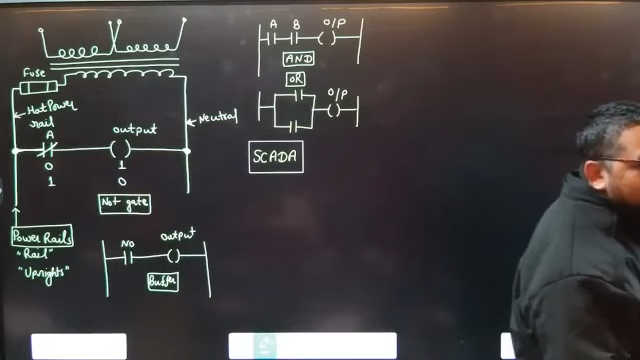 Fuse
Hot Power
rail
Neutral
A
output
0 1
1 0
Not gate
Power Rails
"Rail"
"Uprights"
NO
output
Buffer
A B O/P
AND
OR
O/P
SCADA